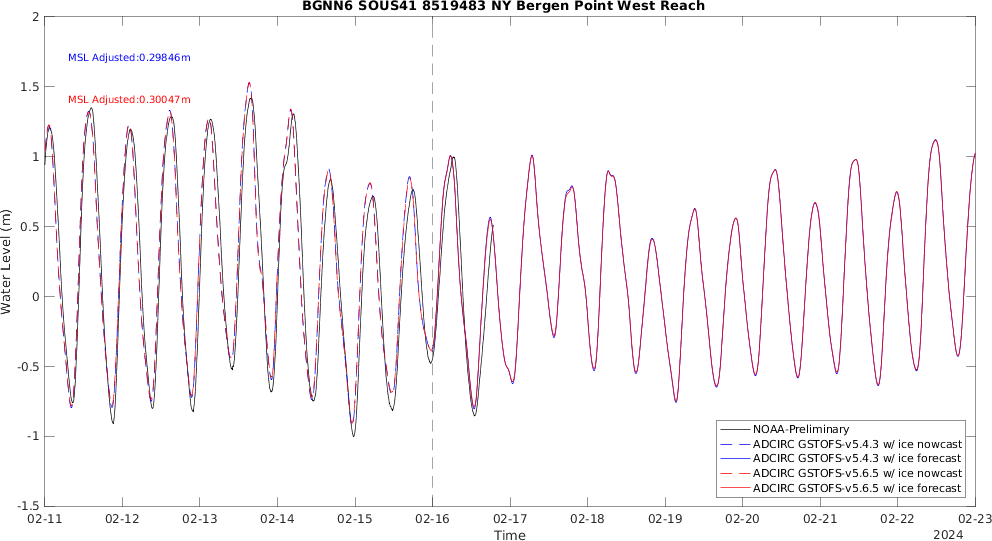 BGNN6 SOUS41 8519483 NY Bergen Point West Reach
2
1.5
1
0.5
0
-0.5
-1
-1.5
Water Level (m)
MSL Adjusted:0.29846m
MSL Adjusted:0.30047m
NOAA-Preliminary
ADCIRC GSTOFS-v5.4.3 w/ ice nowcast
ADCIRC GSTOFS-v5.4.3 w/ ice forecast
ADCIRC GSTOFS-v5.6.5 w/ ice nowcast
ADCIRC GSTOFS-v5.6.5 w/ ice forecast
02-11 02-12 02-13 02-14 02-15 02-16 02-17 02-18 02-19 02-20 02-21 02-22 02-23
Time
2024